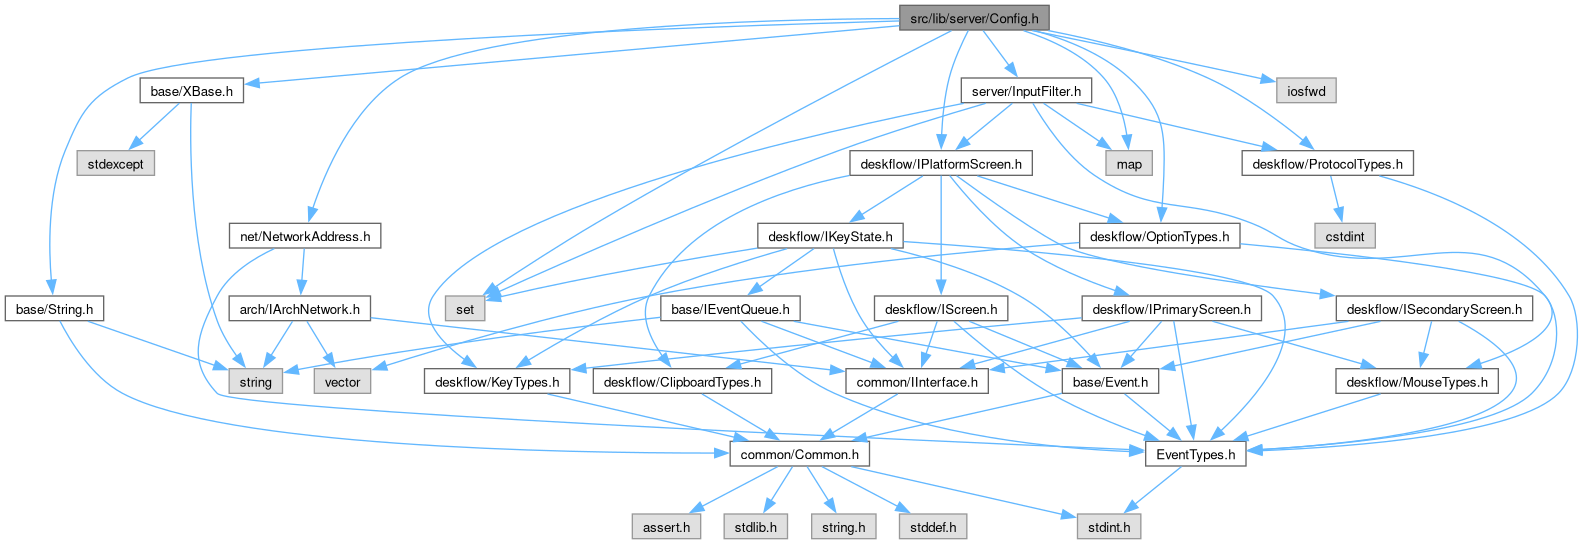 src/lib/server/Config.h
base/XBase.h
server/InputFilter.h
iosfwd
stdexcept
deskflow/IPlatformScreen.h
map
deskflow/ProtocolTypes.h
net/NetworkAddress.h
deskflow/IKeyState.h
deskflow/OptionTypes.h
cstdint
base/String.h
arch/IArchNetwork.h
set
base/IEventQueue.h
deskflow/IScreen.h
deskflow/IPrimaryScreen.h
deskflow/ISecondaryScreen.h
string
vector
deskflow/KeyTypes.h
deskflow/ClipboardTypes.h
common/IInterface.h
base/Event.h
deskflow/MouseTypes.h
common/Common.h
EventTypes.h
assert.h
stdlib.h
string.h
stddef.h
stdint.h